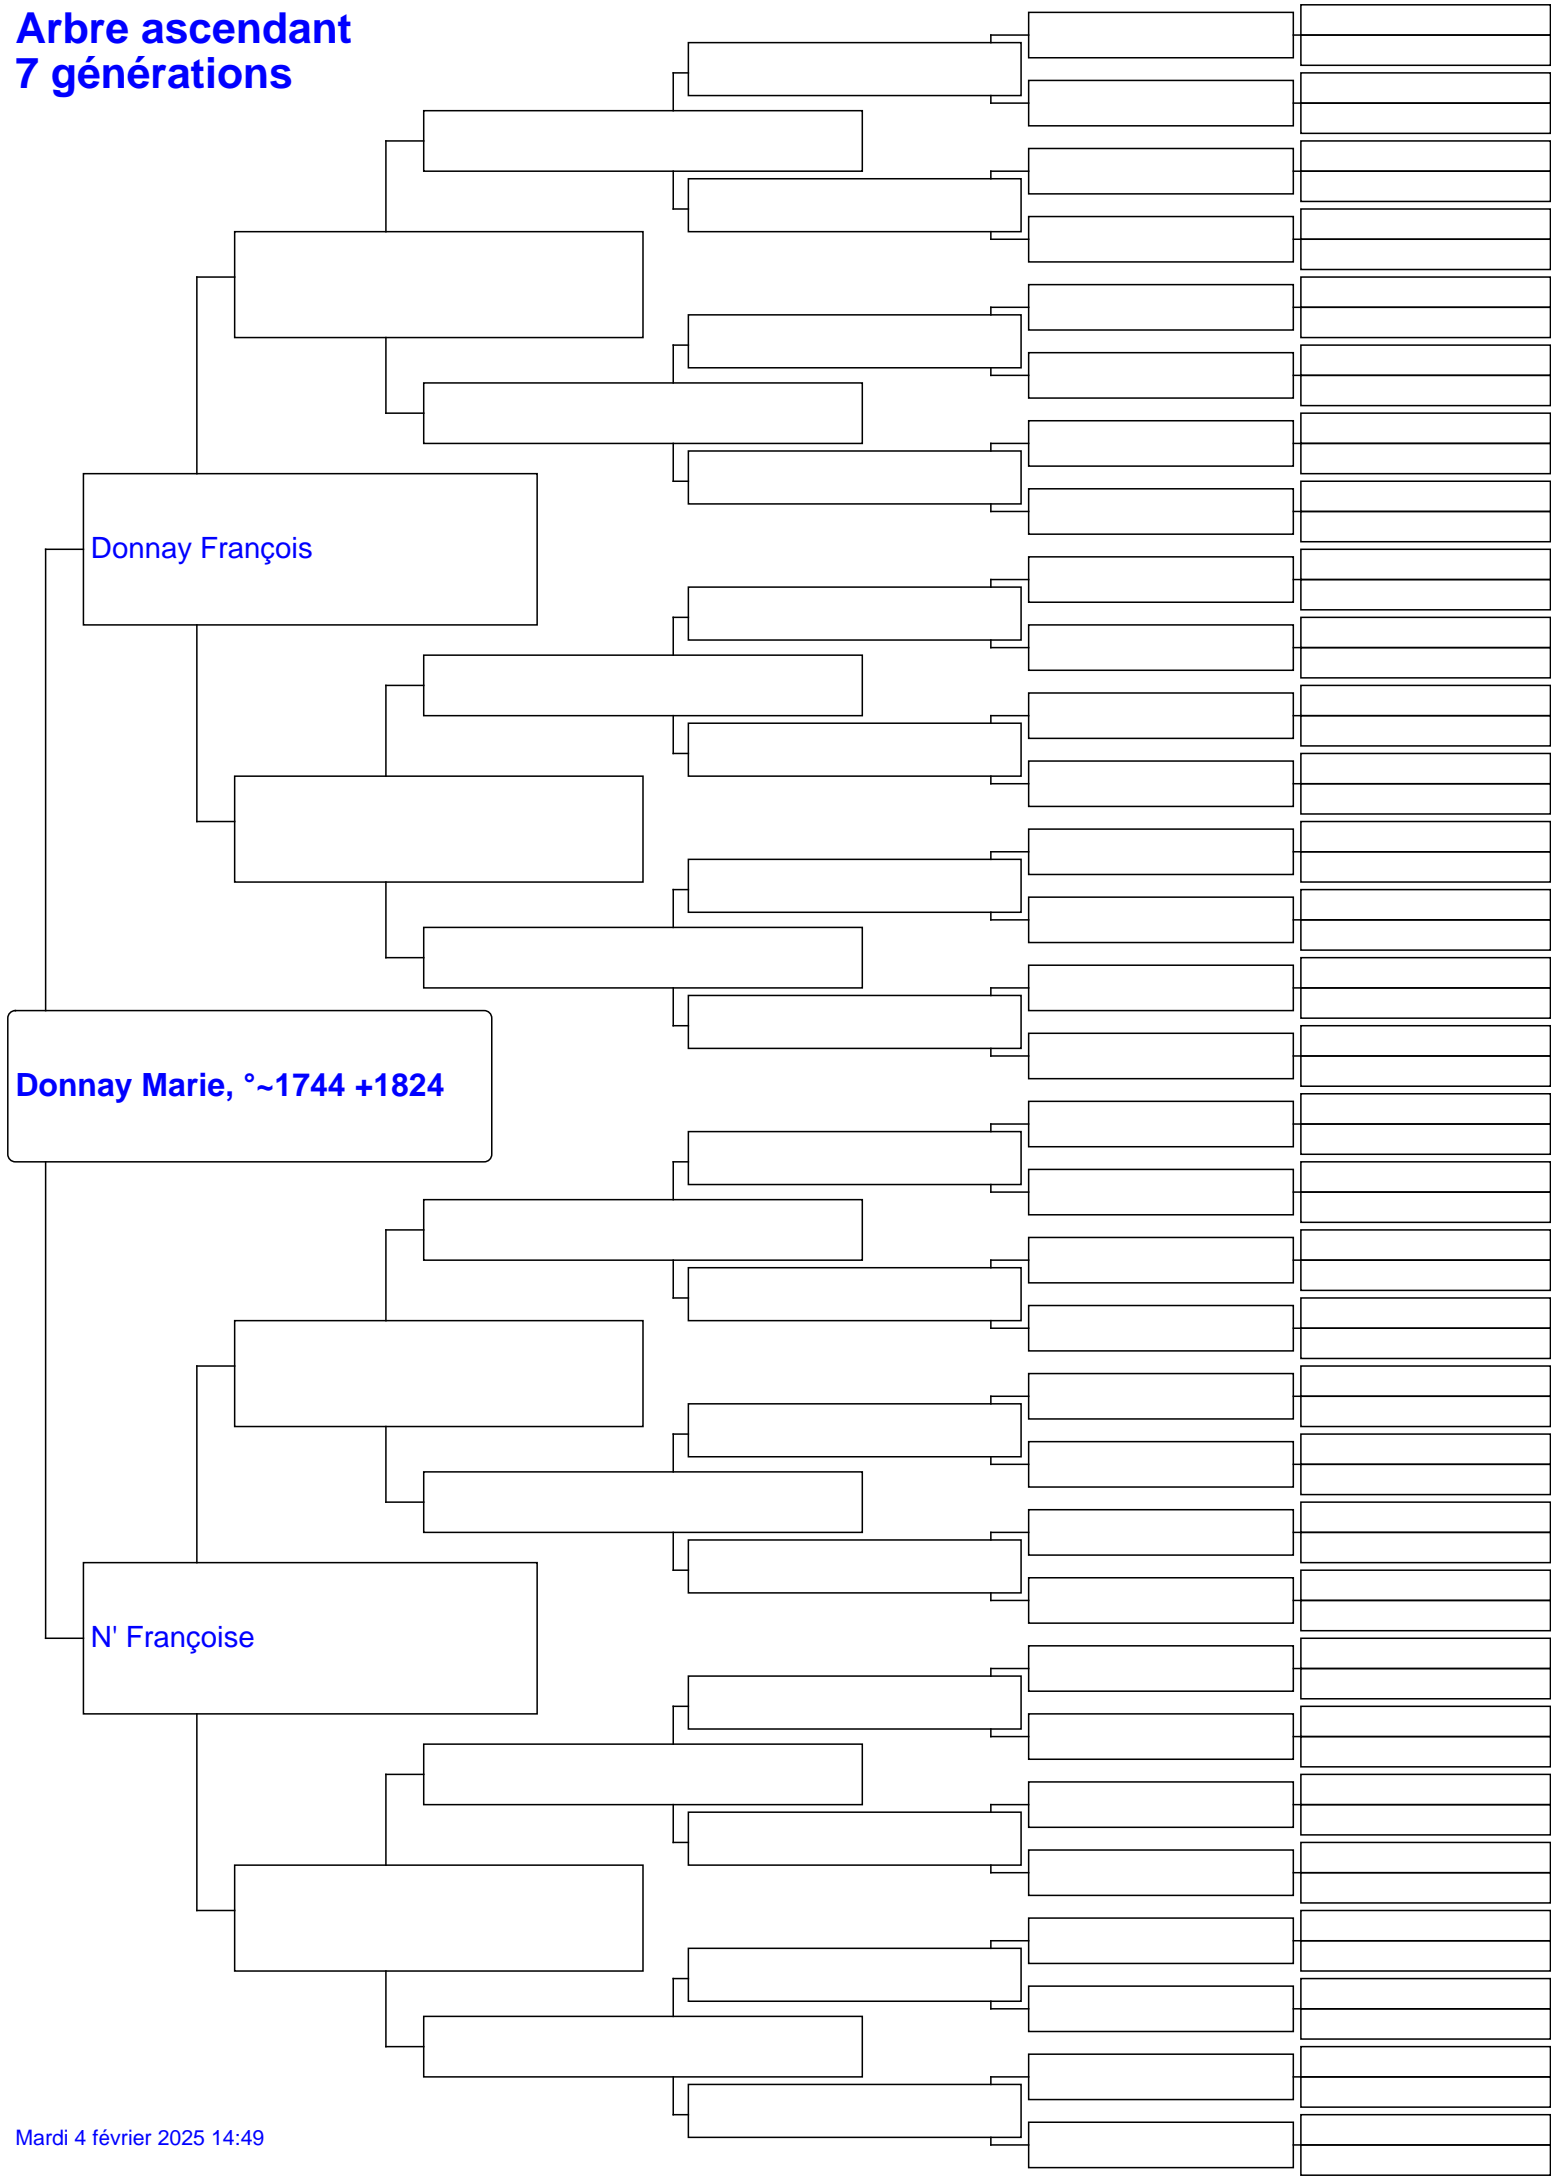 Arbre ascendant
7 générations
Donnay François
Donnay Marie, °~1744 +1824
N' Françoise
Mardi 4 février 2025 14:49